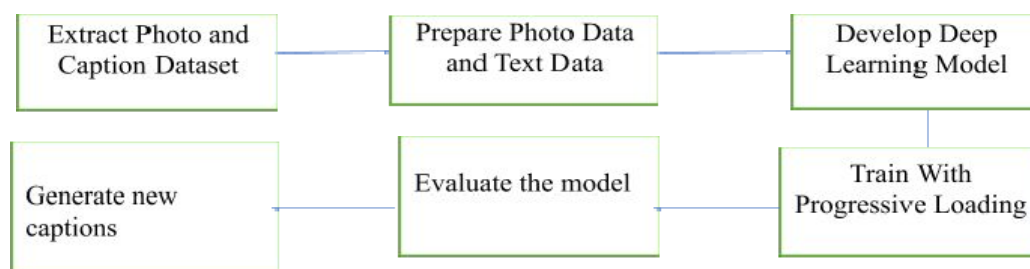 Extract Photo and
Caption Dataset
Prepare Photo Data
and Text Data
Develop Deep
Learning Model
Train With
Progressive Loading
Evaluate the model
Generate new
captions